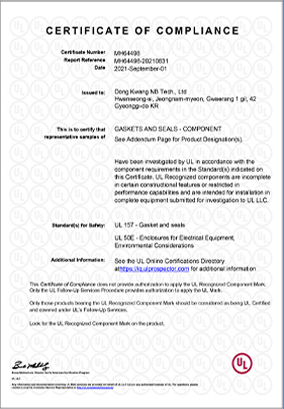 CERTIFICATE OF COMPLIANCE
Certificate Number MH64498
Report Reference MH64498-20210831
Date 2021-September-01
Issued to: Dong Kwang NB Tech., Ltd
Hwanseong-si, Jeongnam-myeon, Gwaerang 1 gil, 42
Gyeonggi-do KR
This is to certify that GASKETS AND SEALS - COMPONENT
representative samples of See Addendum Page for Product Designation(s).
Have been investigated by UL in accordance with the
component requirements in the Standard(s) indicated on
this Certificate. UL Recognized components are incomplete
in certain constructional features or restricted in
performance capabilities and are intended for installation in
complete equipment submitted for investigation to UL LLC.
Standard(s) for Safety: UL 157 - Gasket and seals
UL 50E - Enclosures for Electrical Equipment,
Environmental Considerations
Additional Information: See the UL Online Certifications Directory
at https://iq.ulprospector.com for additional information
This Certificate of Compliance does not provide authorization to apply the UL Recognized Component Mark.
Only the UL Follow-Up Services Procedure provides authorization to apply the UL Mark.
Only those products bearing the UL Recognized Component Mark should be considered as being UL Certified
and covered under UL's Follow-Up Services.
Look for the UL Recognized Component Mark on the product.
UL